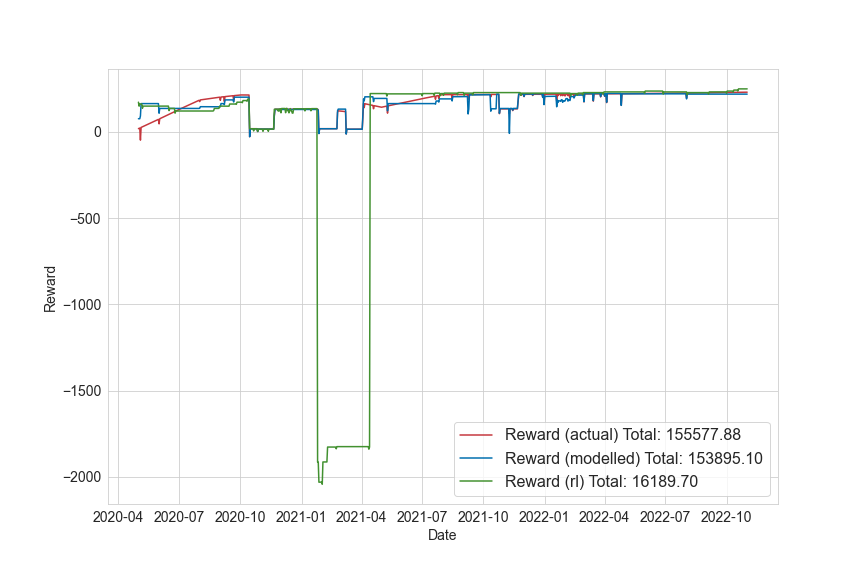 0
−500
−1000
−1500
−2000
Reward
2020-04 2020-07 2020-10 2021-01 2021-04 2021-07 2021-10 2022-01 2022-04 2022-07 2022-10
Date
Reward (actual) Total: 155577.88
Reward (modelled) Total: 153895.10
Reward (rl) Total: 16189.70